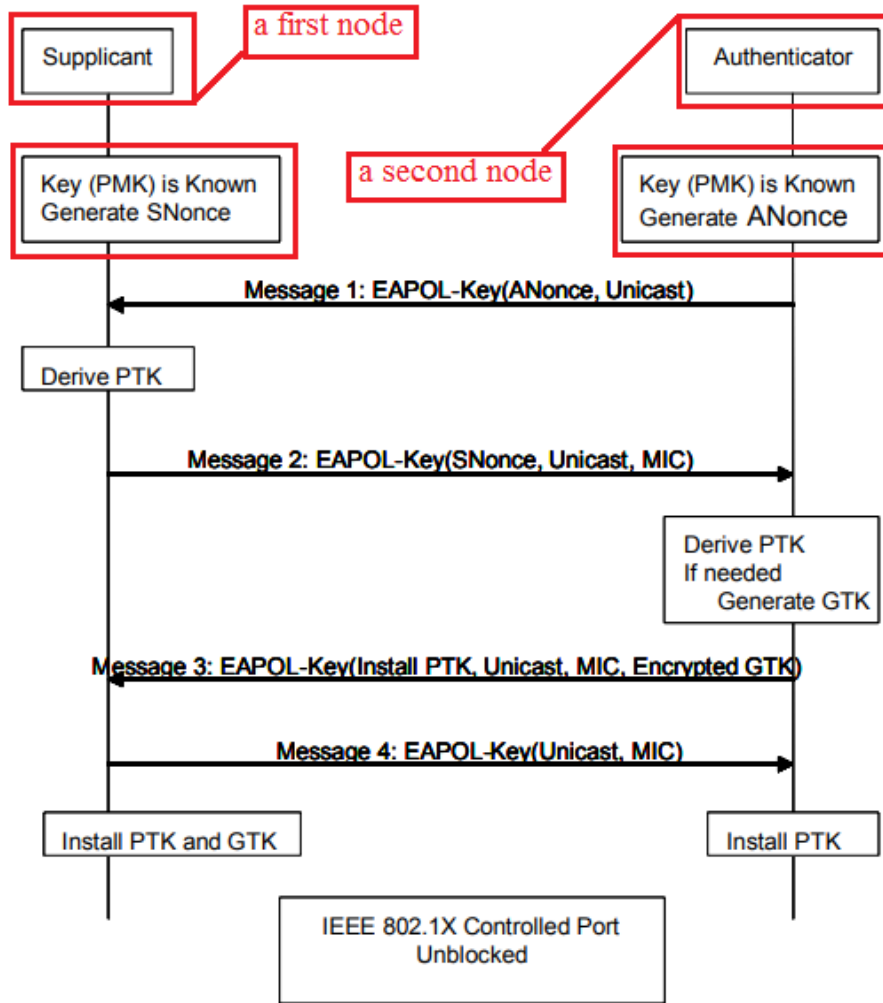 a first node
Supplicant
Authenticator
a second node
Key (PMK) is Known
Generate SNonce
Key (PMK) is Known
Generate ANonce
Message 1: EAPOL-Key(ANonce, Unicast)
Derive PTK
Message 2: EAPOL-Key(SNonce, Unicast, MIC)
Derive PTK
If needed
Generate GTK
Message 3: EAPOL-Key(Install PTK, Unicast, MIC, Encrypted GTK)
Message 4: EAPOL-Key(Unicast, MIC)
Install PTK and GTK
Install PTK
IEEE 802.1X Controlled Port
Unblocked